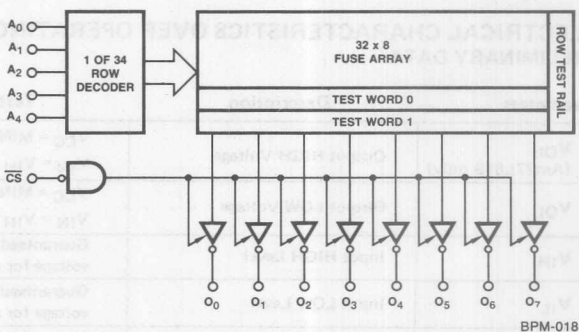 A0
A1
A2
A3
A4
1 OF 34
ROW
DECODER
32 x 8
FUSE ARRAY
TEST WORD 0
TEST WORD 1
ROW TEST RAIL
CS
O0
O1
O2
O3
O4
O5
O6
O7
BPM-01